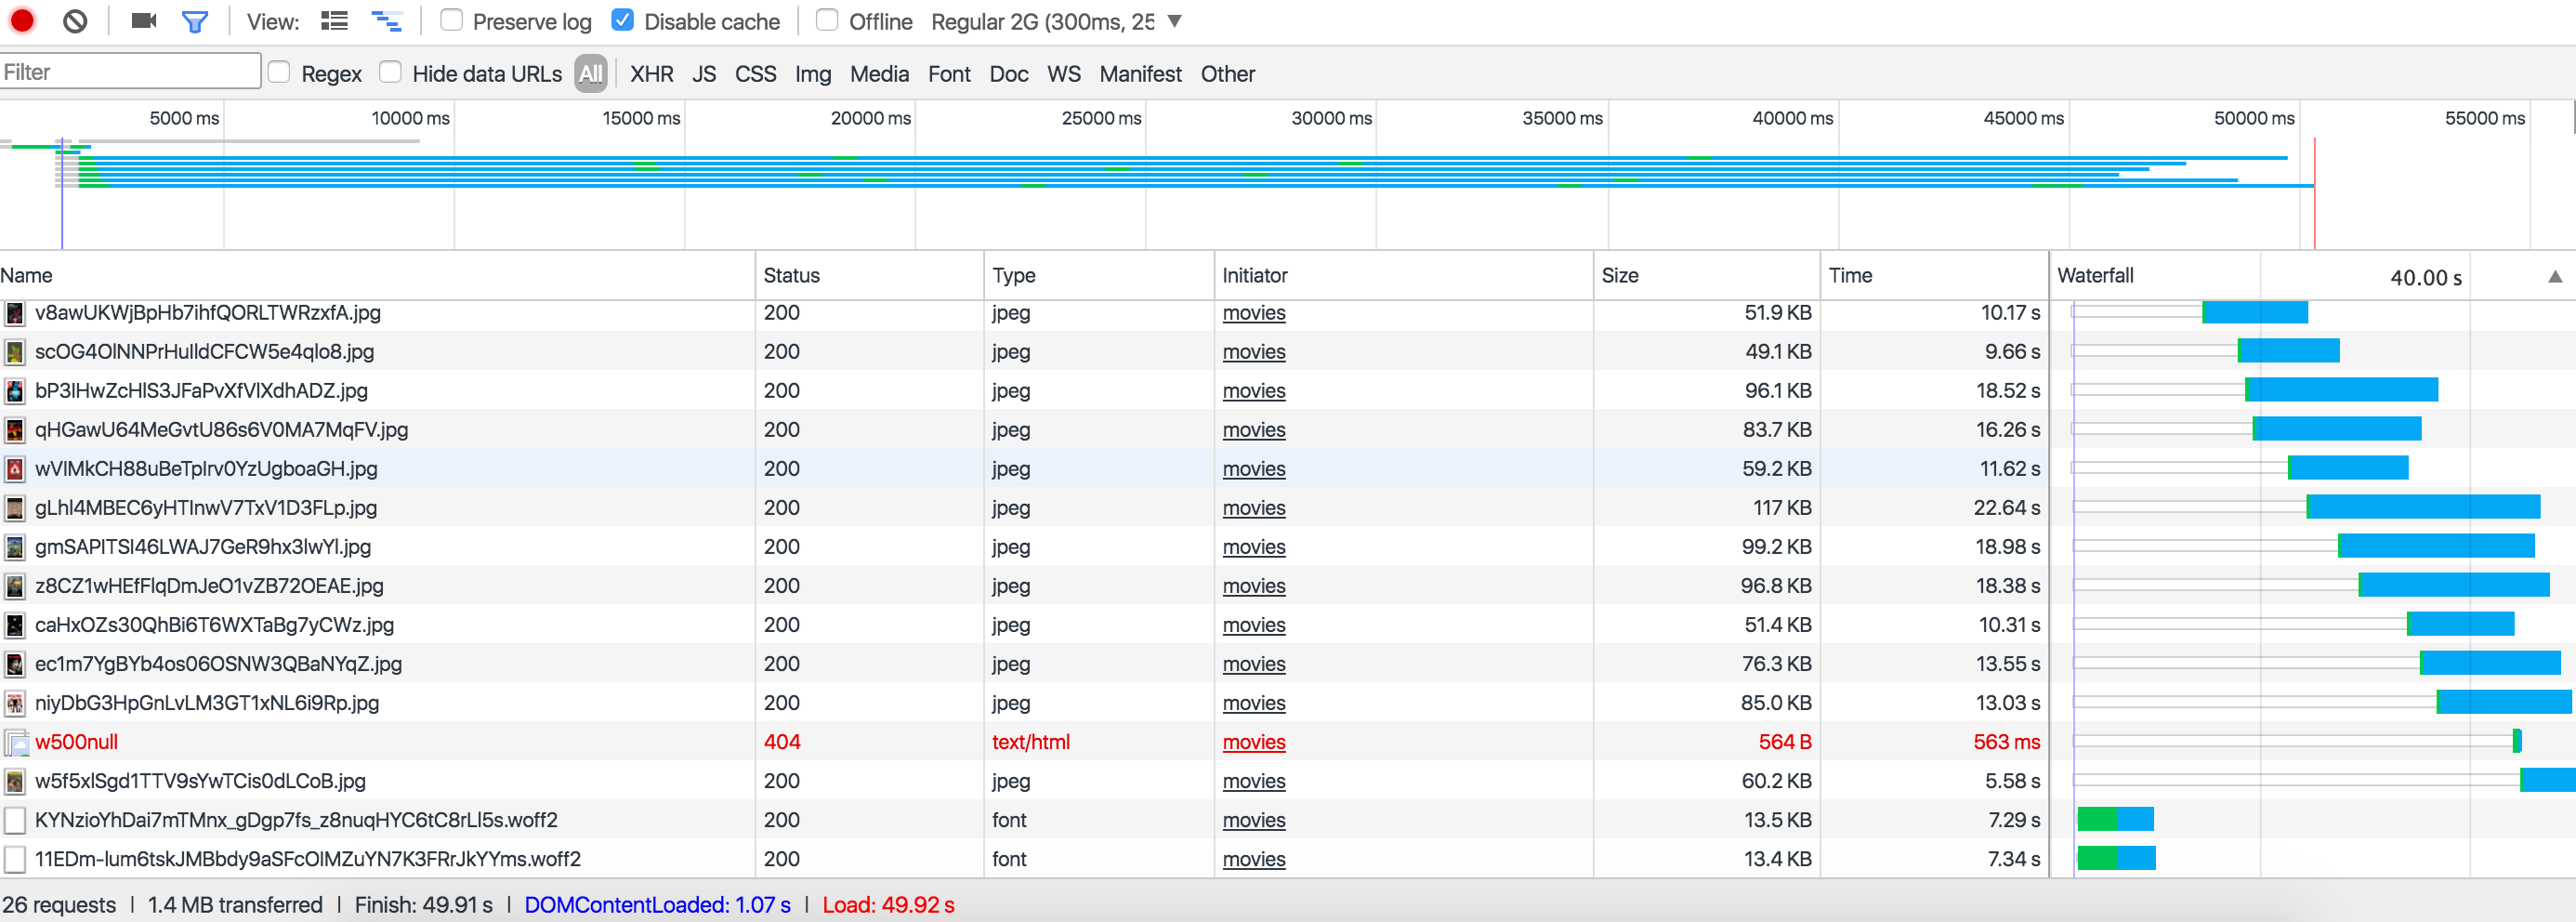 View: Preserve log Disable cache Offline Regular 2G (300ms, 25
Filter Regex Hide data URLs All XHR JS CSS Img Media Font Doc WS Manifest Other
5000 ms 10000 ms 15000 ms 20000 ms 25000 ms 30000 ms 35000 ms 40000 ms 45000 ms 50000 ms 55000 ms
Name Status Type Initiator Size Time Waterfall 40.00 s
v8awUKWjBpHb7ihfQORLTWRzxfA.jpg 200 jpeg movies 51.9 KB 10.17 s
scOG4OlNNPrHulldCFCW5e4qlo8.jpg 200 jpeg movies 49.1 KB 9.66 s
bP3lHwZcHlS3JFaPvXfVlXdhADZ.jpg 200 jpeg movies 96.1 KB 18.52 s
qHGawU64MeGvtU86s6V0MA7MqFV.jpg 200 jpeg movies 83.7 KB 16.26 s
wVlMkCH88uBeTplrv0YzUgboaGH.jpg 200 jpeg movies 59.2 KB 11.62 s
gLhl4MBEC6yHTInwV7TxV1D3FLp.jpg 200 jpeg movies 117 KB 22.64 s
gmSAPITSl46LWAJ7GeR9hx3lwYl.jpg 200 jpeg movies 99.2 KB 18.98 s
z8CZ1wHEfFlqDmJeO1vZB72OEAE.jpg 200 jpeg movies 96.8 KB 18.38 s
caHxOZs30QhBi6T6WXTaBg7yCWz.jpg 200 jpeg movies 51.4 KB 10.31 s
ec1m7YgBYb4os06OSNW3QBaNYqZ.jpg 200 jpeg movies 76.3 KB 13.55 s
niyDbG3HpGnLvLM3GT1xNL6i9Rp.jpg 200 jpeg movies 85.0 KB 13.03 s
w500null 404 text/html movies 564 B 563 ms
w5f5xlSgd1TTV9sYwTCis0dLCoB.jpg 200 jpeg movies 60.2 KB 5.58 s
KYNzioYhDai7mTMnx_gDgp7fs_z8nuqHYC6tC8rLl5s.woff2 200 font movies 13.5 KB 7.29 s
11EDm-lum6tskJMBbdy9aSFcOlMZuYN7K3FRrJkYYms.woff2 200 font movies 13.4 KB 7.34 s
26 requests | 1.4 MB transferred | Finish: 49.91 s | DOMContentLoaded: 1.07 s | Load: 49.92 s